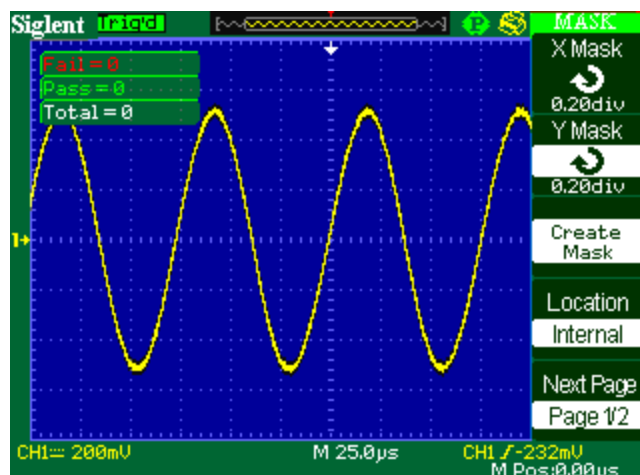 Siglent Trig'd P MASK
Fail = 0
Pass = 0
Total = 0
1
X Mask
0.20div
Y Mask
0.20div
Create
Mask
Location
Internal
Next Page
Page 1/2
CH1 200mV M 25.0µs CH1 -232mV
M Pos:0.00µs